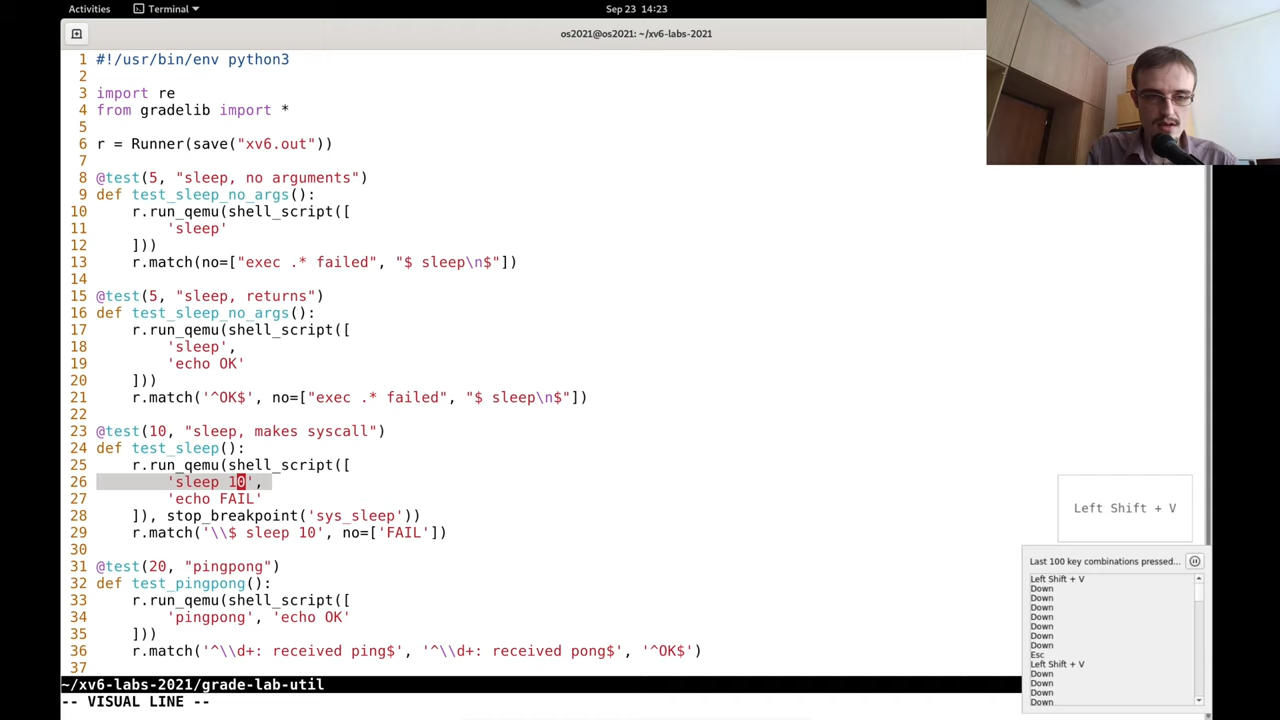 Activities Terminal Sep 23 14:23
os2021@os2021: ~/xv6-labs-2021
1 #!/usr/bin/env python3
2
3 import re
4 from gradelib import *
5
6 r = Runner(save("xv6.out"))
7
8 @test(5, "sleep, no arguments")
9 def test_sleep_no_args():
10 r.run_qemu(shell_script([
11 'sleep'
12 ]))
13 r.match(no=["exec .* failed", "$ sleep\n$"])
14
15 @test(5, "sleep, returns")
16 def test_sleep_no_args():
17 r.run_qemu(shell_script([
18 'sleep',
19 'echo OK'
20 ]))
21 r.match('^OK$', no=["exec .* failed", "$ sleep\n$"])
22
23 @test(10, "sleep, makes syscall")
24 def test_sleep():
25 r.run_qemu(shell_script([
26 'sleep 10',
27 'echo FAIL'
28 ]), stop_breakpoint('sys_sleep'))
29 r.match('\\$ sleep 10', no=['FAIL'])
30
31 @test(20, "pingpong")
32 def test_pingpong():
33 r.run_qemu(shell_script([
34 'pingpong', 'echo OK'
35 ]))
36 r.match('^\\d+: received ping$', '^\\d+: received pong$', '^OK$')
37
~/xv6-labs-2021/grade-lab-util
-- VISUAL LINE --
Left Shift + V
Last 100 key combinations pressed...
Left Shift + V
Down
Down
Down
Down
Down
Down
Down
Esc
Left Shift + V
Down
Down
Down
Down